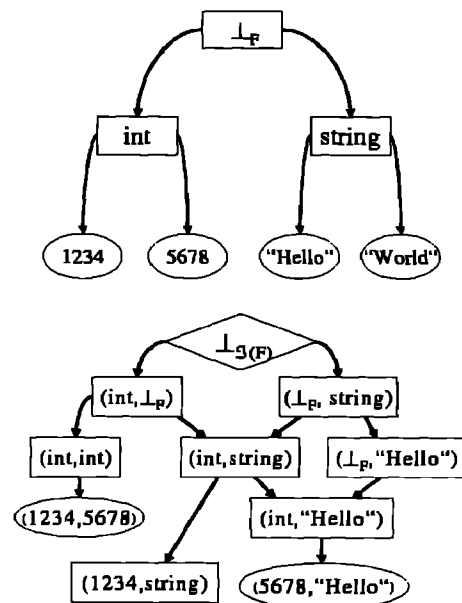 ⊥F
int string
1234 5678 "Hello" "World"
⊥ℑ(F)
(int,⊥F) (⊥F, string)
(int,int) (int,string) (⊥F,"Hello")
(1234,5678) (int,"Hello")
(1234,string) (5678,"Hello")